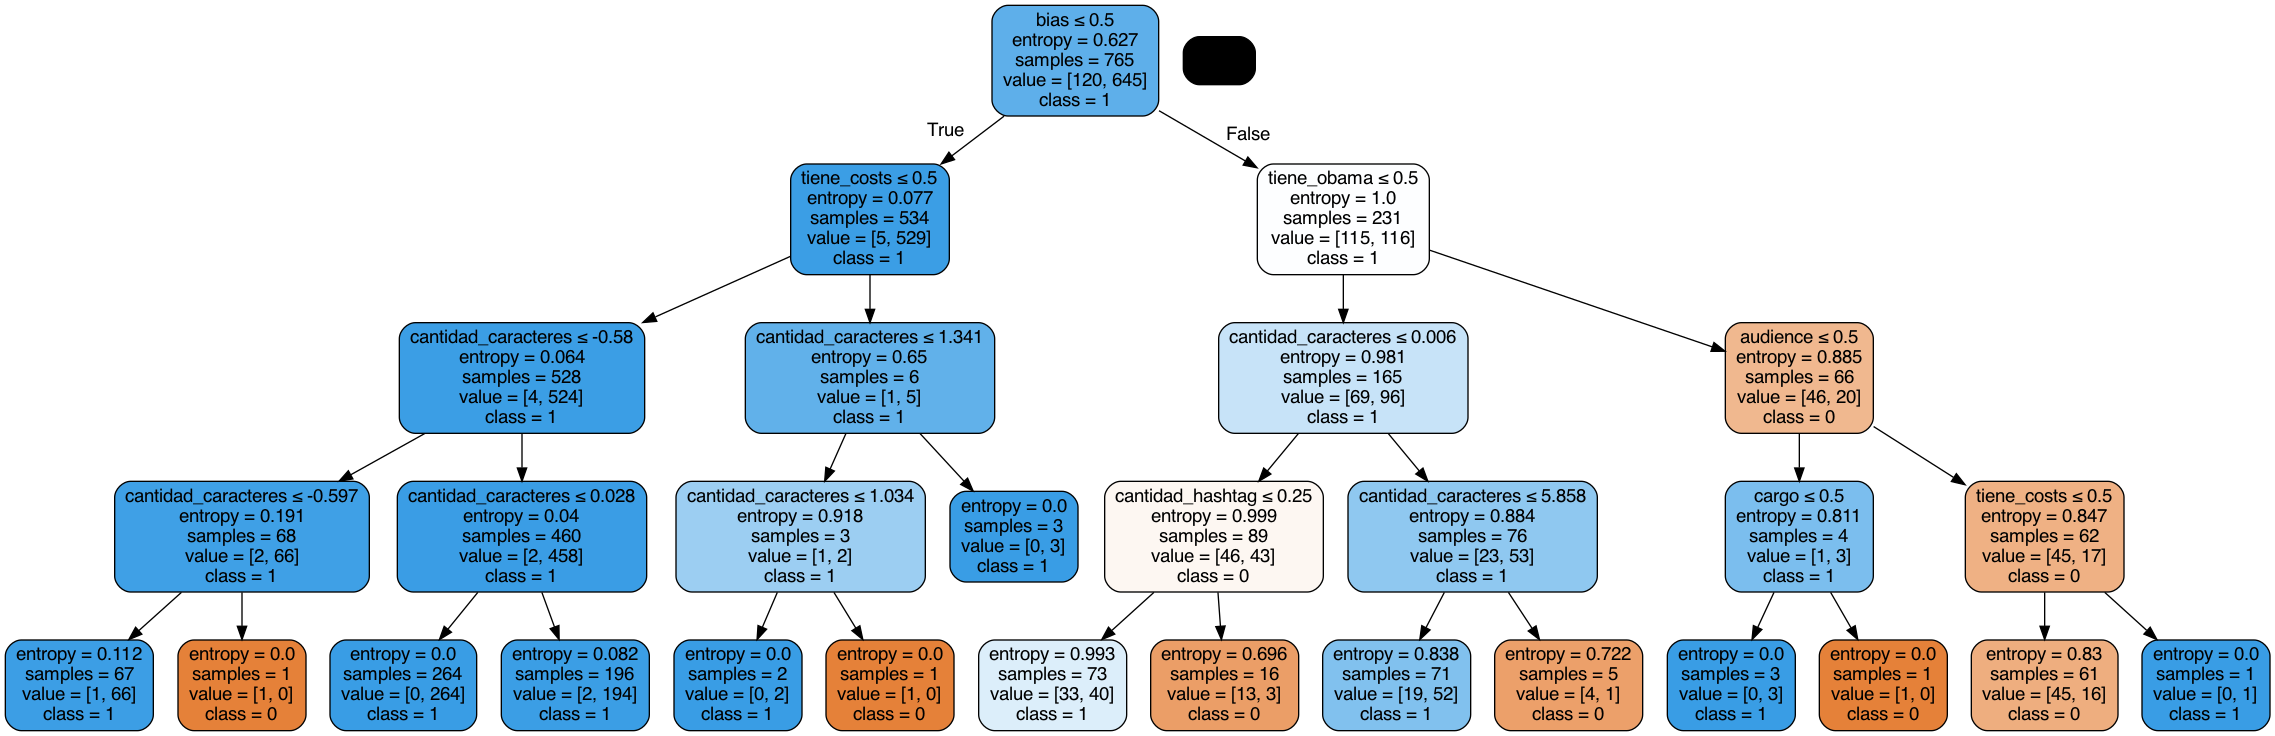 bias ≤ 0.5
entropy = 0.627
samples = 765
value = [120, 645]
class = 1
True
False
tiene_costs ≤ 0.5
entropy = 0.077
samples = 534
value = [5, 529]
class = 1
tiene_obama ≤ 0.5
entropy = 1.0
samples = 231
value = [115, 116]
class = 1
cantidad_caracteres ≤ -0.58
entropy = 0.064
samples = 528
value = [4, 524]
class = 1
cantidad_caracteres ≤ 1.341
entropy = 0.65
samples = 6
value = [1, 5]
class = 1
cantidad_caracteres ≤ 0.006
entropy = 0.981
samples = 165
value = [69, 96]
class = 1
audience ≤ 0.5
entropy = 0.885
samples = 66
value = [46, 20]
class = 0
cantidad_caracteres ≤ -0.597
entropy = 0.191
samples = 68
value = [2, 66]
class = 1
cantidad_caracteres ≤ 0.028
entropy = 0.04
samples = 460
value = [2, 458]
class = 1
cantidad_caracteres ≤ 1.034
entropy = 0.918
samples = 3
value = [1, 2]
class = 1
entropy = 0.0
samples = 3
value = [0, 3]
class = 1
cantidad_hashtag ≤ 0.25
entropy = 0.999
samples = 89
value = [46, 43]
class = 0
cantidad_caracteres ≤ 5.858
entropy = 0.884
samples = 76
value = [23, 53]
class = 1
cargo ≤ 0.5
entropy = 0.811
samples = 4
value = [1, 3]
class = 1
tiene_costs ≤ 0.5
entropy = 0.847
samples = 62
value = [45, 17]
class = 0
entropy = 0.112
samples = 67
value = [1, 66]
class = 1
entropy = 0.0
samples = 1
value = [1, 0]
class = 0
entropy = 0.0
samples = 264
value = [0, 264]
class = 1
entropy = 0.082
samples = 196
value = [2, 194]
class = 1
entropy = 0.0
samples = 2
value = [0, 2]
class = 1
entropy = 0.0
samples = 1
value = [1, 0]
class = 0
entropy = 0.993
samples = 73
value = [33, 40]
class = 1
entropy = 0.696
samples = 16
value = [13, 3]
class = 0
entropy = 0.838
samples = 71
value = [19, 52]
class = 1
entropy = 0.722
samples = 5
value = [4, 1]
class = 0
entropy = 0.0
samples = 3
value = [0, 3]
class = 1
entropy = 0.0
samples = 1
value = [1, 0]
class = 0
entropy = 0.83
samples = 61
value = [45, 16]
class = 0
entropy = 0.0
samples = 1
value = [0, 1]
class = 1